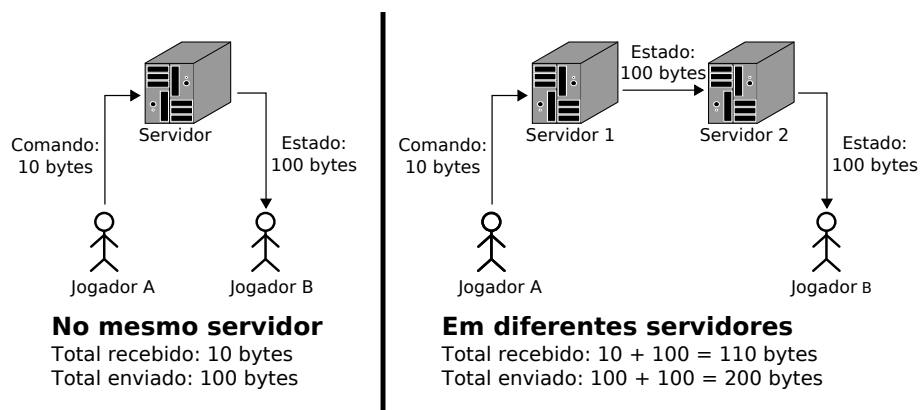 Servidor
Comando:
10 bytes
Estado:
100 bytes
Jogador A
Jogador B
No mesmo servidor
Total recebido: 10 bytes
Total enviado: 100 bytes
Estado:
100 bytes
Servidor 1
Servidor 2
Comando:
10 bytes
Estado:
100 bytes
Jogador A
Jogador B
Em diferentes servidores
Total recebido: 10 + 100 = 110 bytes
Total enviado: 100 + 100 = 200 bytes